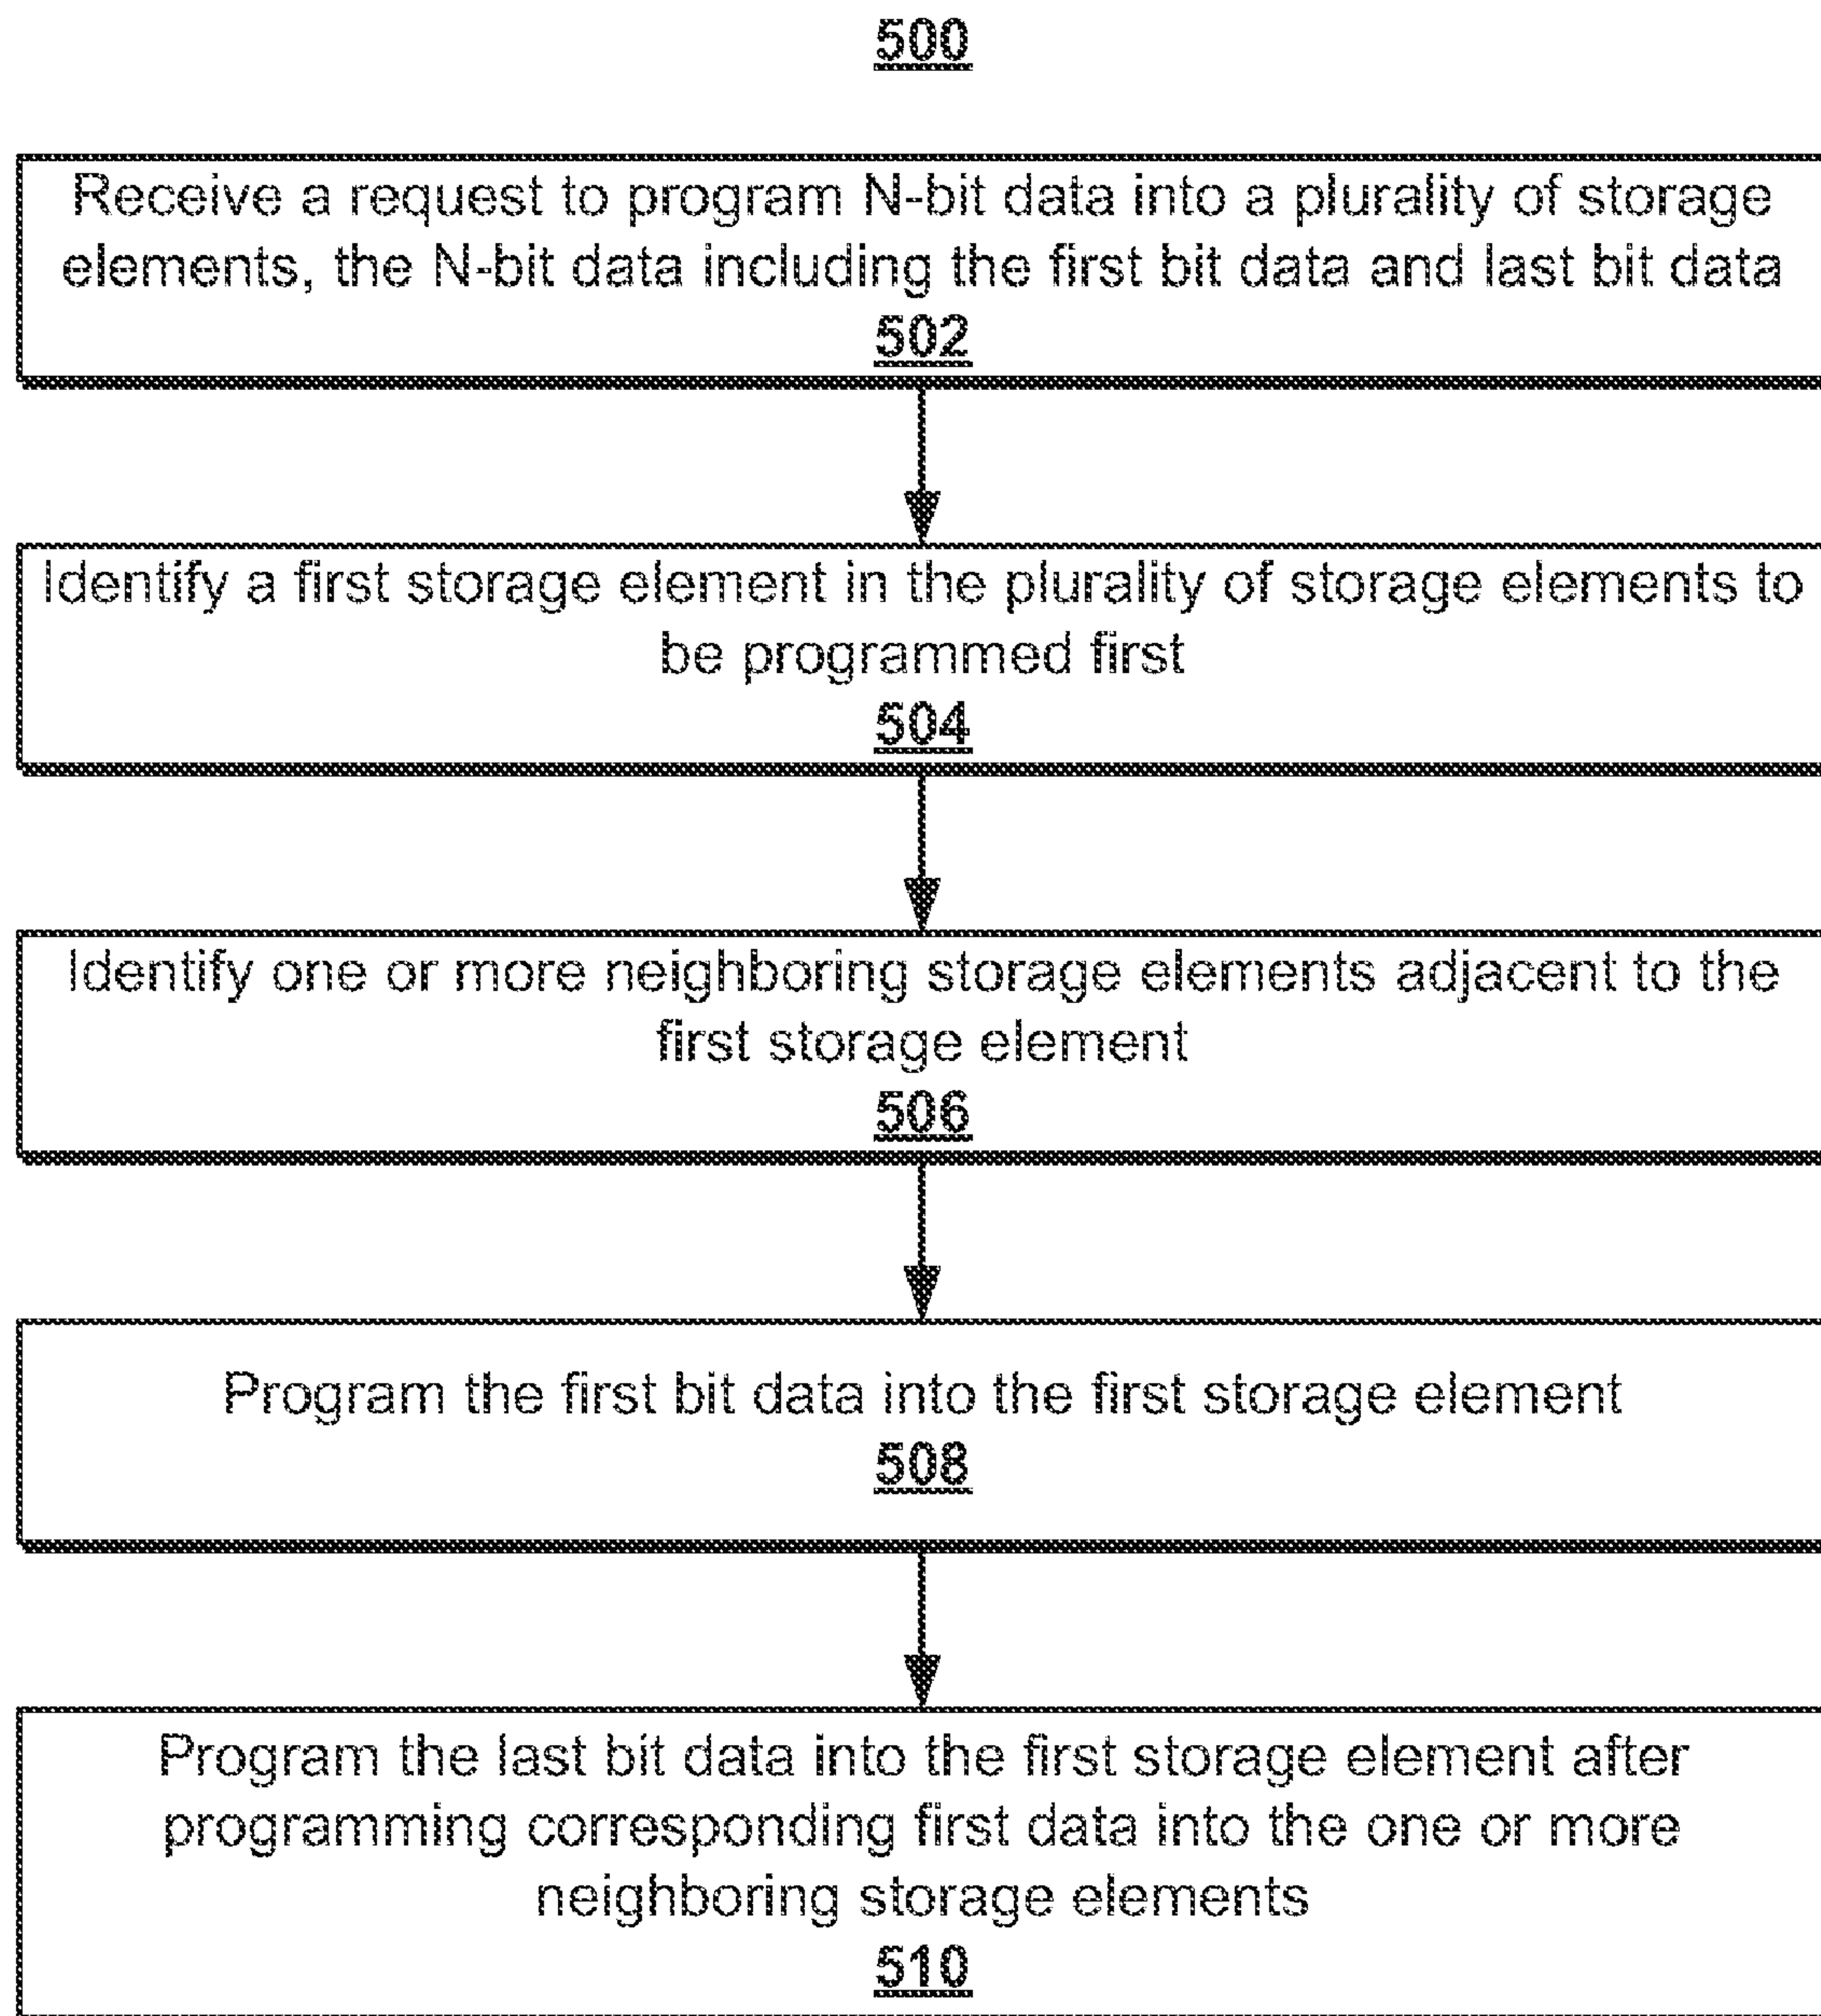 500
Receive a request to program N-bit data into a plurality of storage
elements, the N-bit data including the first bit data and last bit data
502
Identify a first storage element in the plurality of storage elements to
be programmed first
504
Identify one or more neighboring storage elements adjacent to the
first storage element
506
Program the first bit data into the first storage element
508
Program the last bit data into the first storage element after
programming corresponding first data into the one or more
neighboring storage elements
510